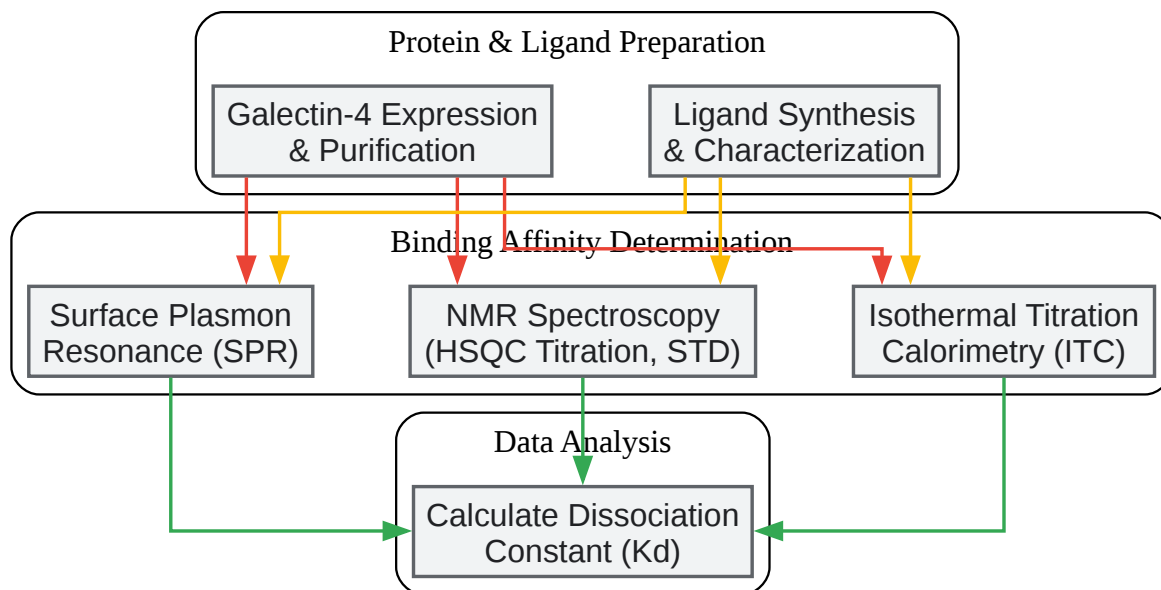 Protein & Ligand Preparation
Galectin-4 Expression
& Purification
Ligand Synthesis
& Characterization
Binding Affinity Determination
Surface Plasmon
Resonance (SPR)
NMR Spectroscopy
(HSQC Titration, STD)
Isothermal Titration
Calorimetry (ITC)
Data Analysis
Calculate Dissociation
Constant (Kd)